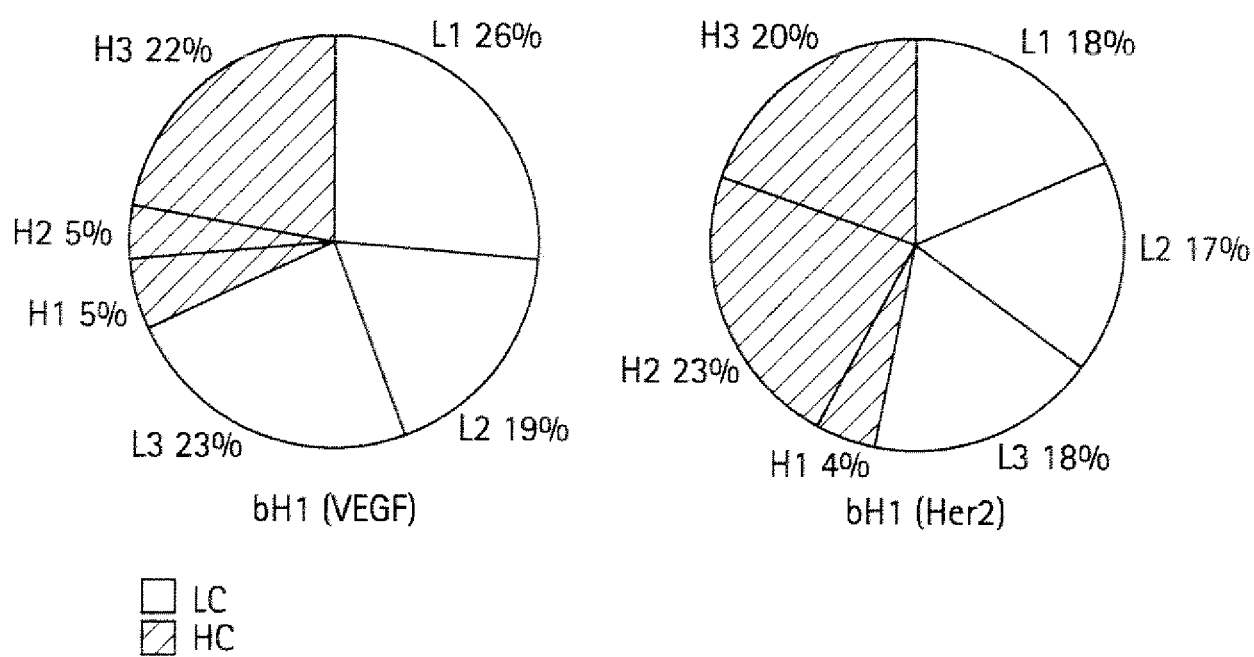 H3 22%
L1 26%
H2 5%
H1 5%
L3 23%
L2 19%
bH1 (VEGF)
H3 20%
L1 18%
L2 17%
H2 23%
H1 4%
L3 18%
bH1 (Her2)
LC
HC